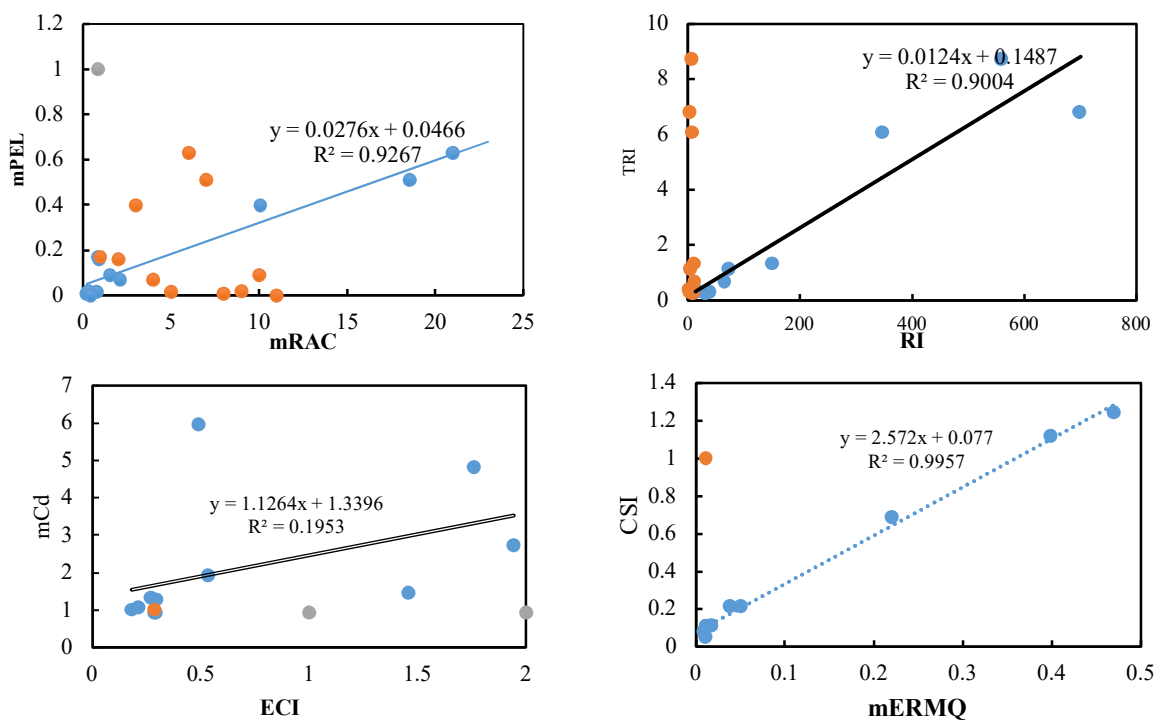 1.2
1
0.8
0.6
0.4
0.2
0
mPEL
y = 0.0276x + 0.0466
R² = 0.9267
0 5 10 15 20 25
mRAC
10
8
6
4
2
0
TRI
y = 0.0124x + 0.1487
R² = 0.9004
0 200 400 600 800
RI
7
6
5
4
3
2
1
0
mCd
y = 1.1264x + 1.3396
R² = 0.1953
0 0.5 1 1.5 2
ECI
1.4
1.2
1
0.8
0.6
0.4
0.2
0
CSI
y = 2.572x + 0.077
R² = 0.9957
0 0.1 0.2 0.3 0.4 0.5
mERMQ